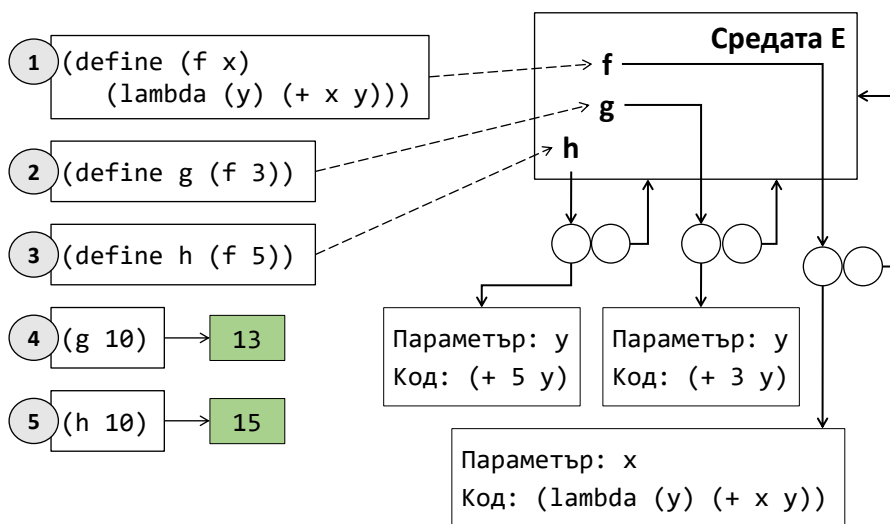 1
(define (f x)
(lambda (y) (+ x y)))
2
(define g (f 3))
3
(define h (f 5))
4
(g 10)
13
5
(h 10)
15
Средата E
f
g
h
Параметър: y
Код: (+ 5 y)
Параметър: y
Код: (+ 3 y)
Параметър: x
Код: (lambda (y) (+ x y))